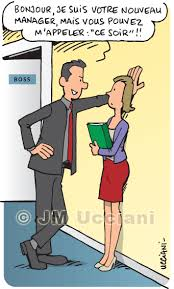 BONJOUR, JE SUIS VOTRE NOUVEAU
MANAGER, MAIS VOUS POUVEZ
M'APPELER: "CE SOIR"!!
BOSS
© JM Ucciani
UCCIANI-